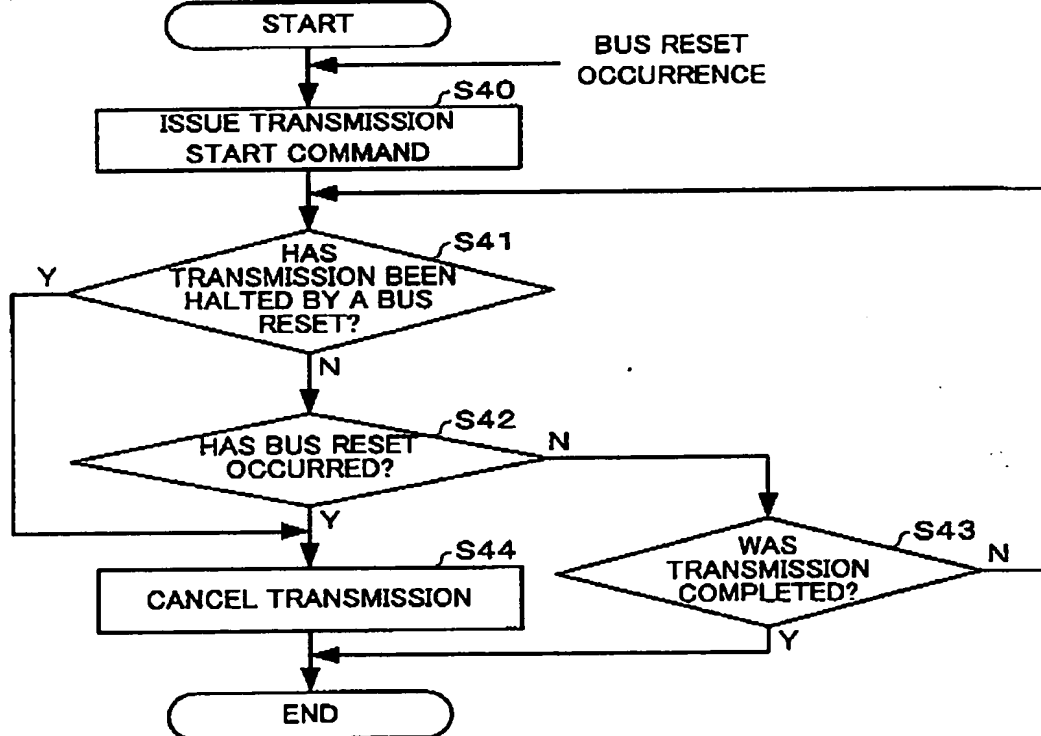 START
BUS RESET
OCCURRENCE
S40
ISSUE TRANSMISSION
START COMMAND
S41
HAS
TRANSMISSION BEEN
HALTED BY A BUS
RESET?
Y
N
S42
HAS BUS RESET
OCCURRED?
N
Y
S43
WAS
TRANSMISSION
COMPLETED?
N
Y
S44
CANCEL TRANSMISSION
END